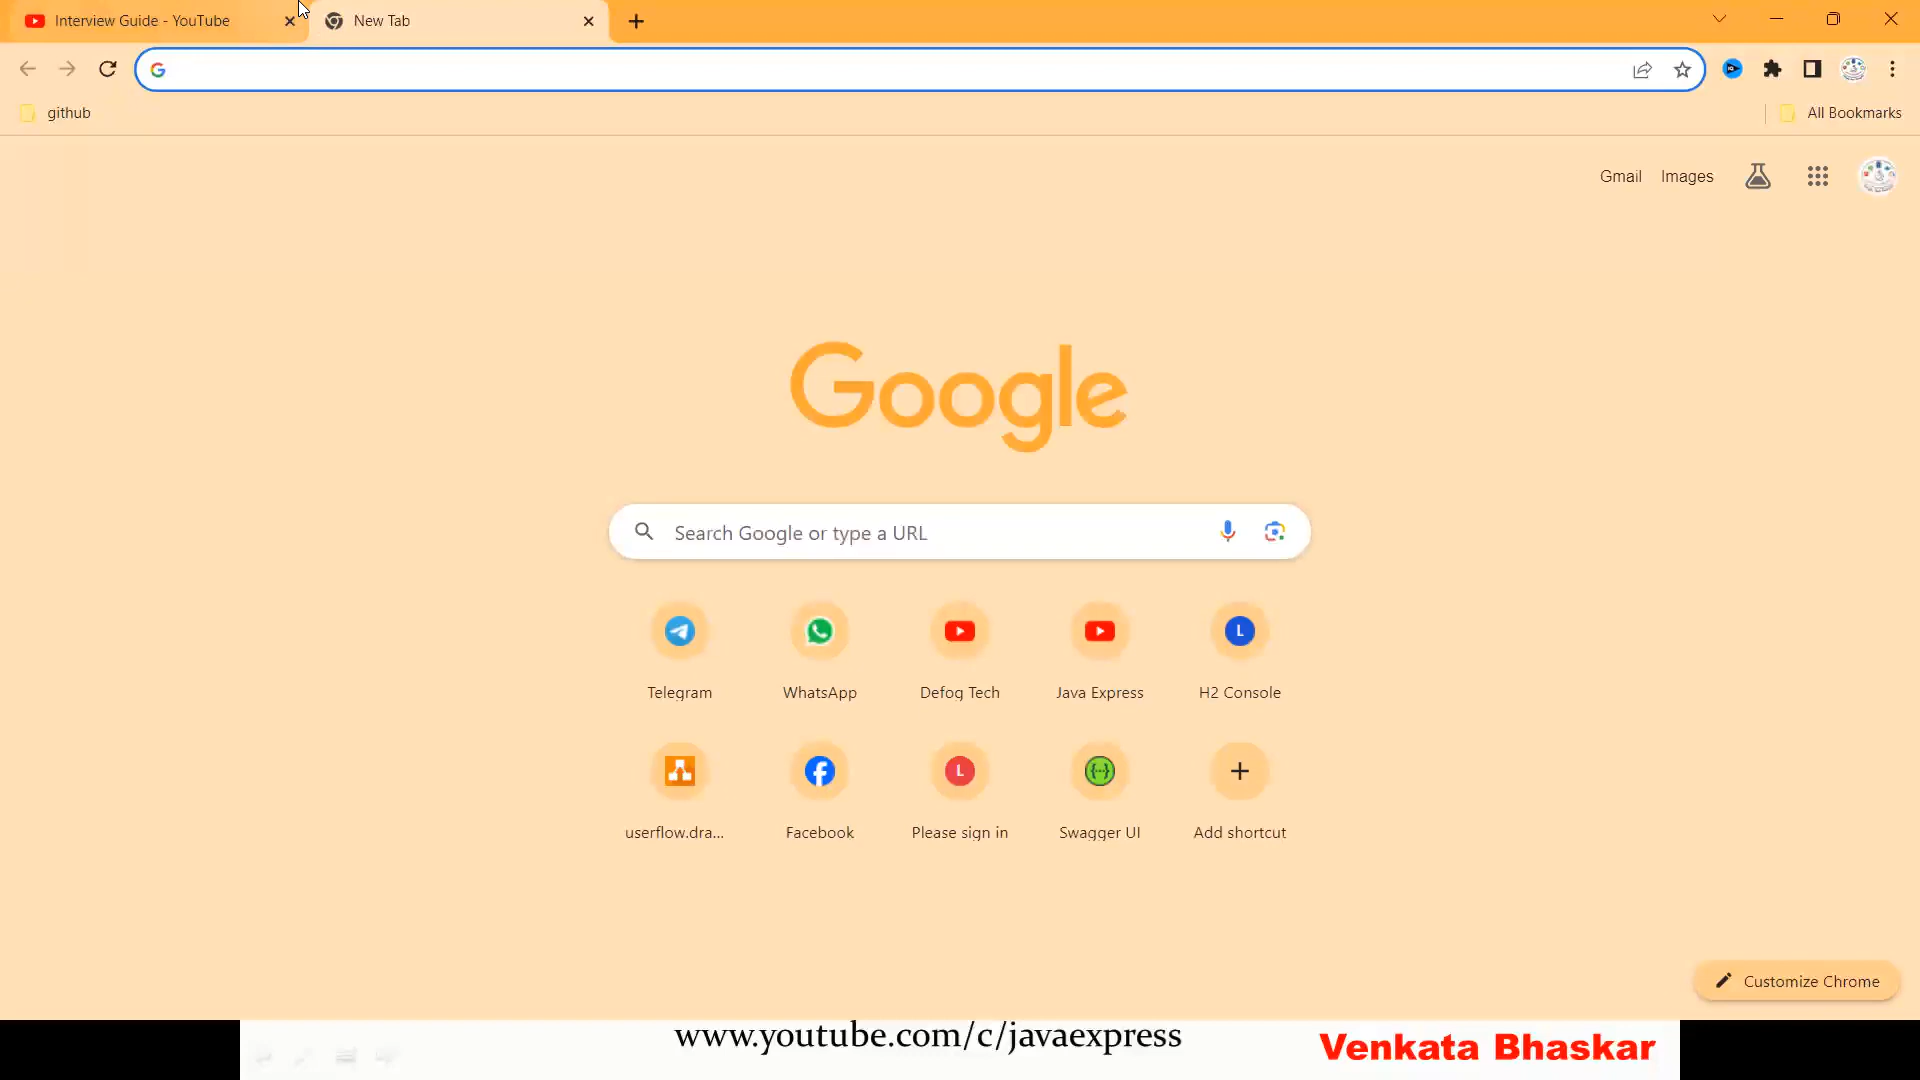 Interview Guide - YouTube
New Tab
github
All Bookmarks
Gmail
Images
Google
Search Google or type a URL
Telegram
WhatsApp
Defog Tech
Java Express
L
H2 Console
userflow.dra...
Facebook
L
Please sign in
Swagger UI
Add shortcut
Customize Chrome
www.youtube.com/c/javaexpress
Venkata Bhaskar